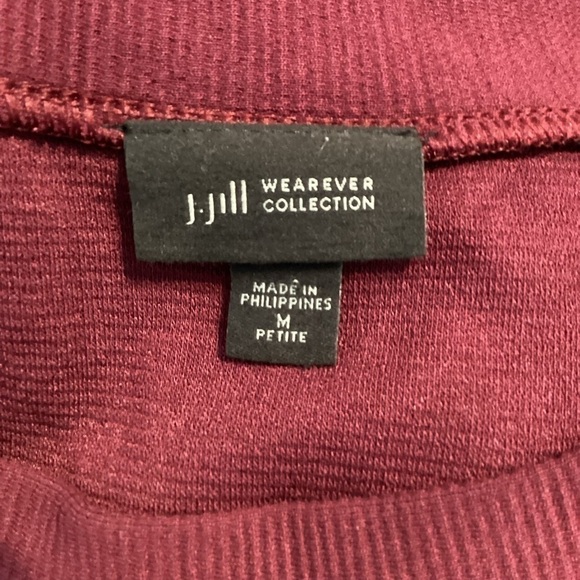 J.Jill WEAREVER
COLLECTION
MADE IN
PHILIPPINES
M
PETITE